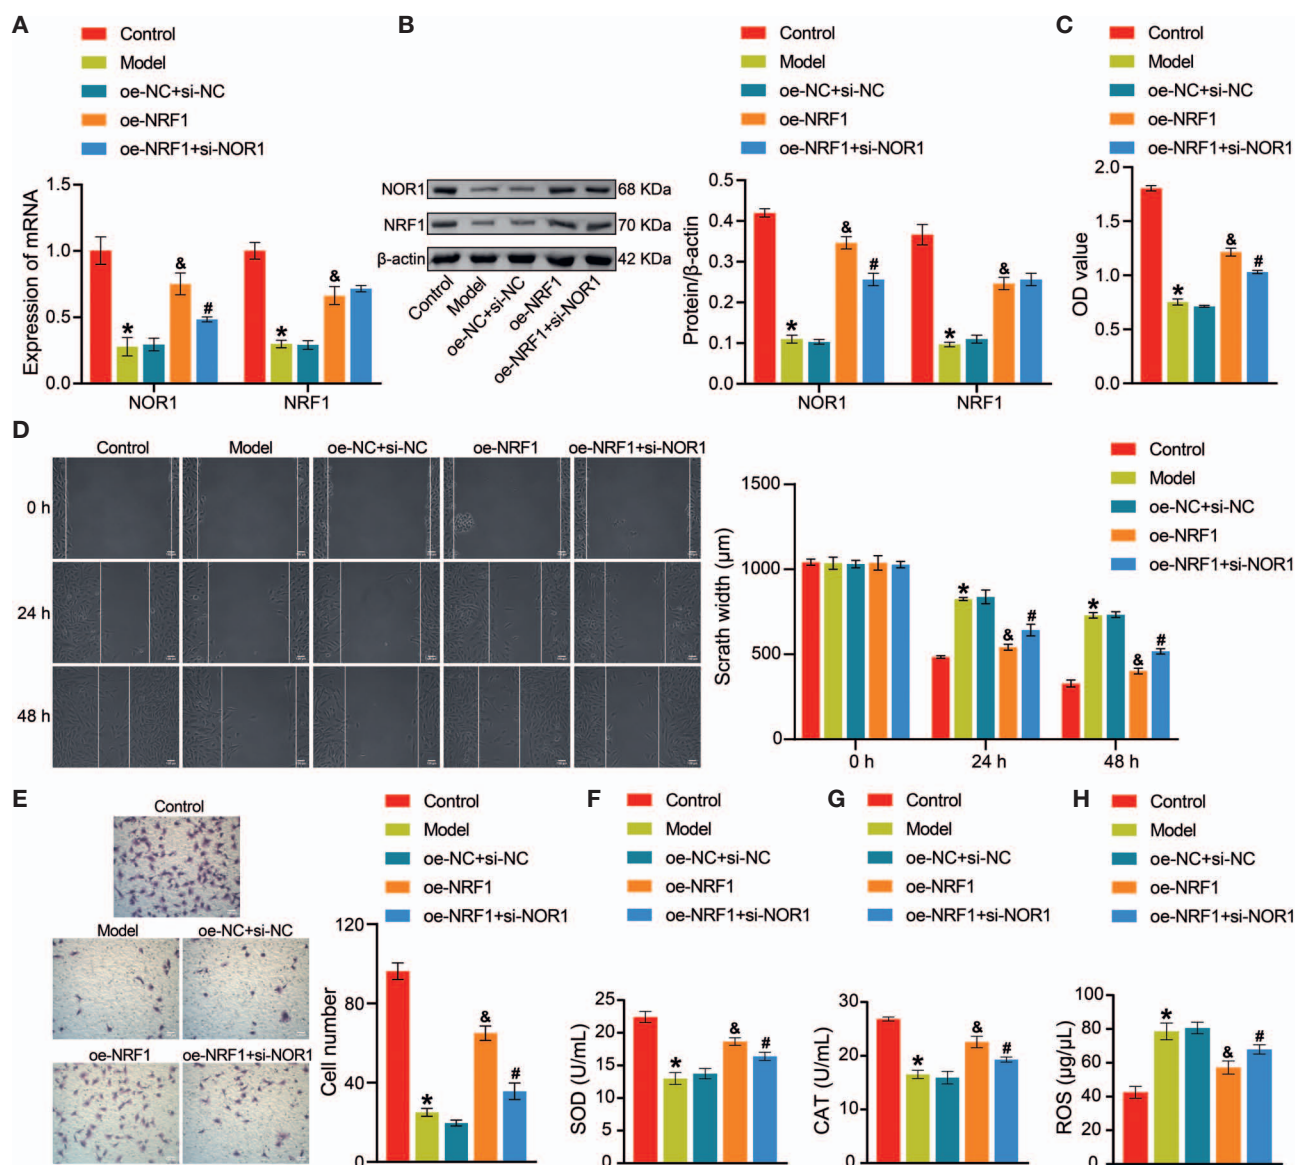 A
Control
Model
oe-NC+si-NC
oe-NRF1
oe-NRF1+si-NOR1
Expression of mRNA
1.5
1.0
0.5
0.0
*
&
#
*
&
NOR1
NRF1
B
NOR1
68 KDa
NRF1
70 KDa
β-actin
42 KDa
Control
Model
oe-NC+si-NC
oe-NRF1
oe-NRF1+si-NOR1
Control
Model
oe-NC+si-NC
oe-NRF1
oe-NRF1+si-NOR1
Protein/β-actin
0.5
0.4
0.3
0.2
0.1
0.0
*
&
#
*
&
NOR1
NRF1
C
Control
Model
oe-NC+si-NC
oe-NRF1
oe-NRF1+si-NOR1
OD value
2.0
1.5
1.0
0.5
0.0
*
&
#
D
Control
Model
oe-NC+si-NC
oe-NRF1
oe-NRF1+si-NOR1
0 h
24 h
48 h
Control
Model
oe-NC+si-NC
oe-NRF1
oe-NRF1+si-NOR1
Scrath width (μm)
1500
1000
500
0
*
&
#
*
&
#
0 h
24 h
48 h
E
Control
Model
oe-NC+si-NC
oe-NRF1
oe-NRF1+si-NOR1
Control
Model
oe-NC+si-NC
oe-NRF1
oe-NRF1+si-NOR1
Cell number
120
80
40
0
*
&
#
F
Control
Model
oe-NC+si-NC
oe-NRF1
oe-NRF1+si-NOR1
SOD (U/mL)
25
20
15
10
5
0
*
&
#
G
Control
Model
oe-NC+si-NC
oe-NRF1
oe-NRF1+si-NOR1
CAT (U/mL)
30
20
10
0
*
&
#
H
Control
Model
oe-NC+si-NC
oe-NRF1
oe-NRF1+si-NOR1
ROS (μg/μL)
100
80
60
40
20
0
*
&
#